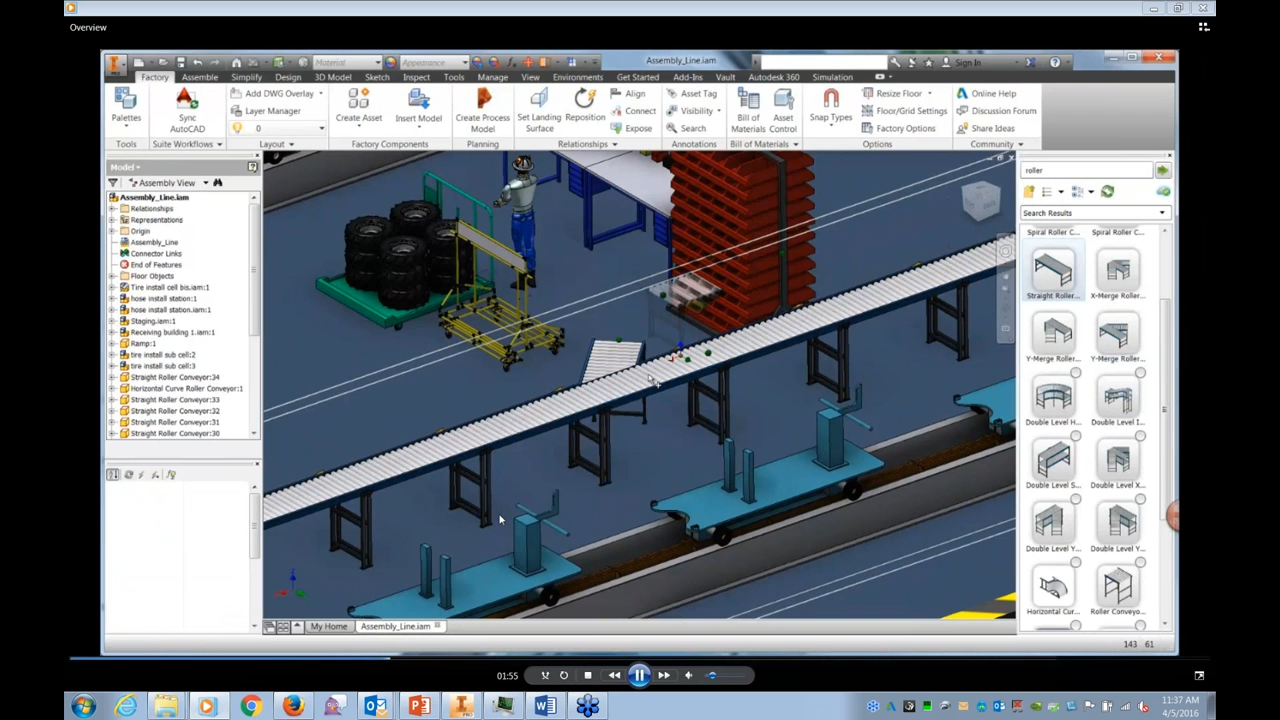 Overview
Material
Appearance
Assembly_Line.iam
Sign In
Factory Assemble Simplify Design 3D Model Sketch Inspect Tools Manage View Environments Get Started Add-Ins Vault Autodesk 360 Simulation
Palettes
Sync AutoCAD
Add DWG Overlay
Layer Manager
0
Create Asset
Insert Model
Create Process Model
Set Landing Surface
Reposition
Align
Connect
Expose
Asset Tag
Visibility
Search
Bill of Materials
Asset Control
Snap Types
Resize Floor
Floor/Grid Settings
Factory Options
Online Help
Discussion Forum
Share Ideas
Tools Suite Workflows Layout Factory Components Planning Relationships Annotations Bill of Materials Options Community
Model
Assembly View
Assembly_Line.iam
Relationships
Representations
Origin
Assembly_Line
Connector Links
End of Features
Floor Objects
Tire install cell bis.iam:1
hose install station:1
hose install station.iam:1
Staging.iam:1
Receiving building 1.iam:1
Ramp:1
tire install sub cell:2
tire install sub cell:3
Straight Roller Conveyor:34
Horizontal Curve Roller Conveyor:1
Straight Roller Conveyor:33
Straight Roller Conveyor:32
Straight Roller Conveyor:31
Straight Roller Conveyor:30
roller
Search Results
Spiral Roller C... Spiral Roller C...
Straight Roller... X-Merge Roller...
Y-Merge Roller... Y-Merge Roller...
Double Level H... Double Level I...
Double Level S... Double Level X...
Double Level Y... Double Level Y...
Horizontal Cur... Roller Conveyo...
My Home
Assembly_Line.iam
143 61
01:55
11:37 AM
4/5/2016